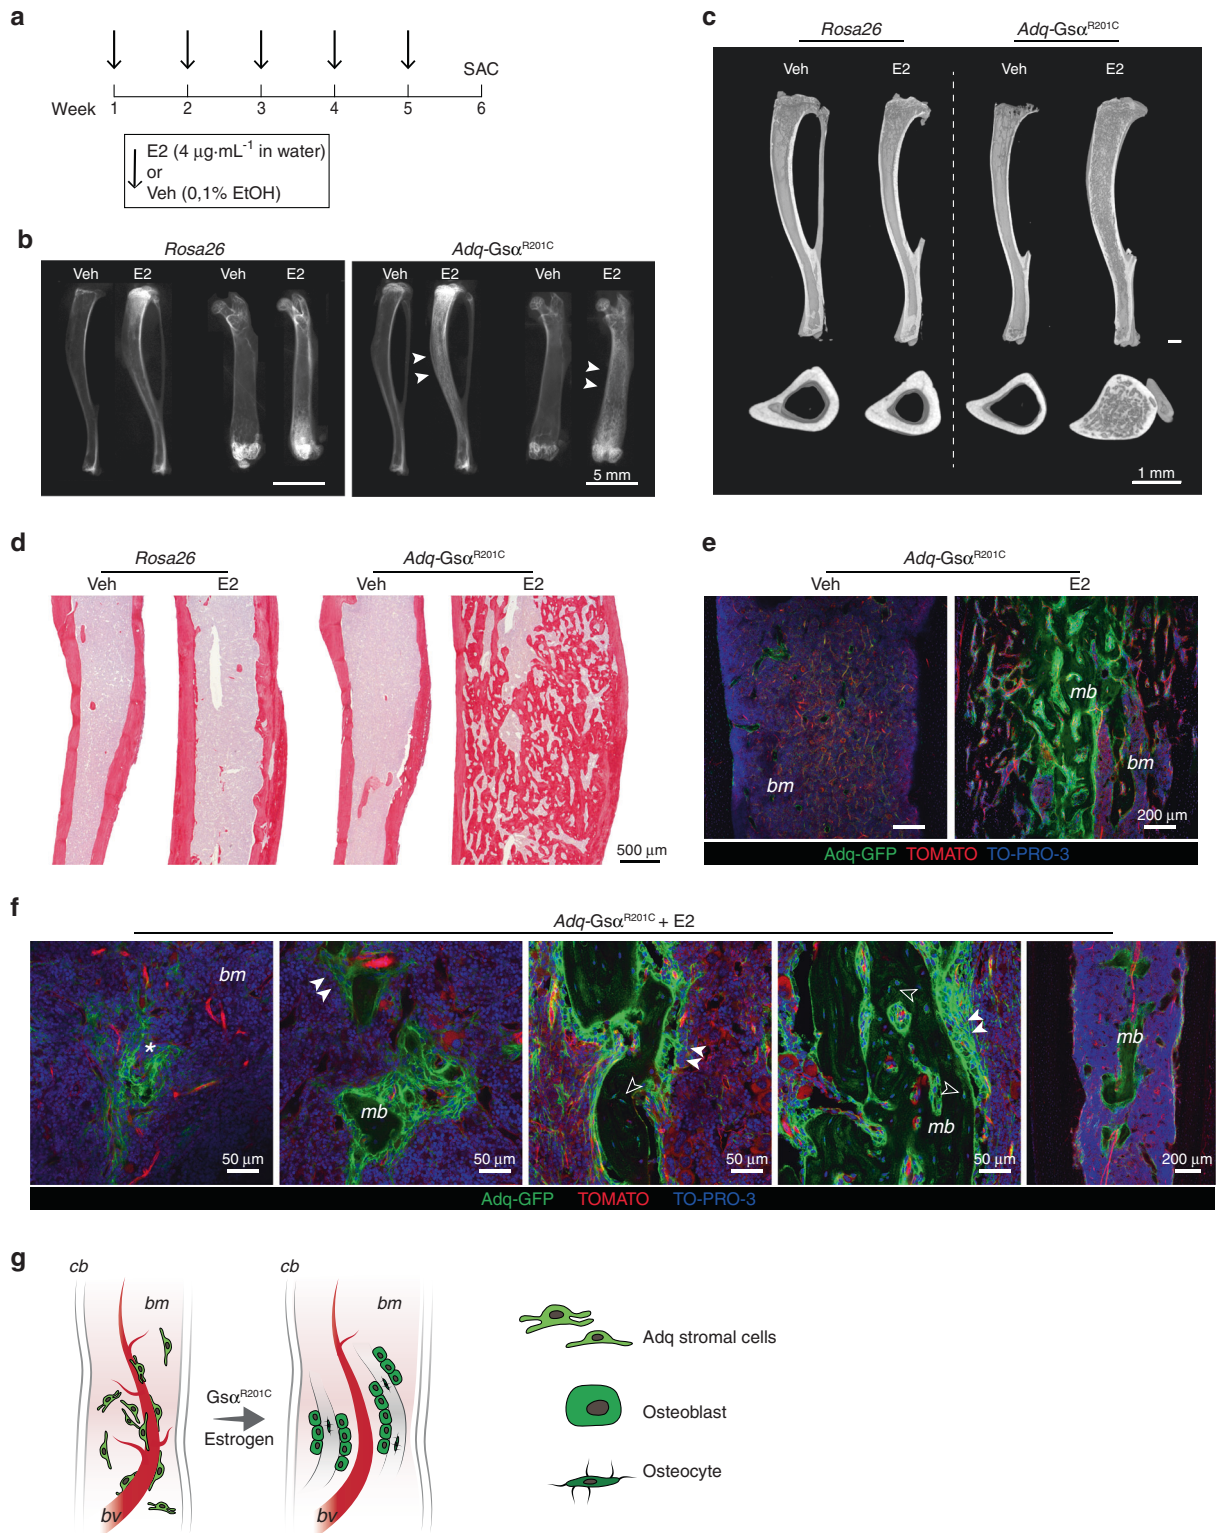 a
SAC
Week 1 2 3 4 5 6
E2 (4 µg·mL⁻¹ in water)
or
Veh (0,1% EtOH)
b
Rosa26 Adq-Gsα^R201C
Veh E2 Veh E2 Veh E2 Veh E2
5 mm
c
Rosa26 Adq-Gsα^R201C
Veh E2 Veh E2
1 mm
d
Rosa26 Adq-Gsα^R201C
Veh E2 Veh E2
500 µm
e
Adq-Gsα^R201C
Veh E2
mb
bm bm
200 µm
Adq-GFP TOMATO TO-PRO-3
f
Adq-Gsα^R201C + E2
bm
*
mb mb mb
50 µm 50 µm 50 µm 50 µm 200 µm
Adq-GFP TOMATO TO-PRO-3
g
cb cb
bm bm
Gsα^R201C
Estrogen
bv bv
Adq stromal cells
Osteoblast
Osteocyte